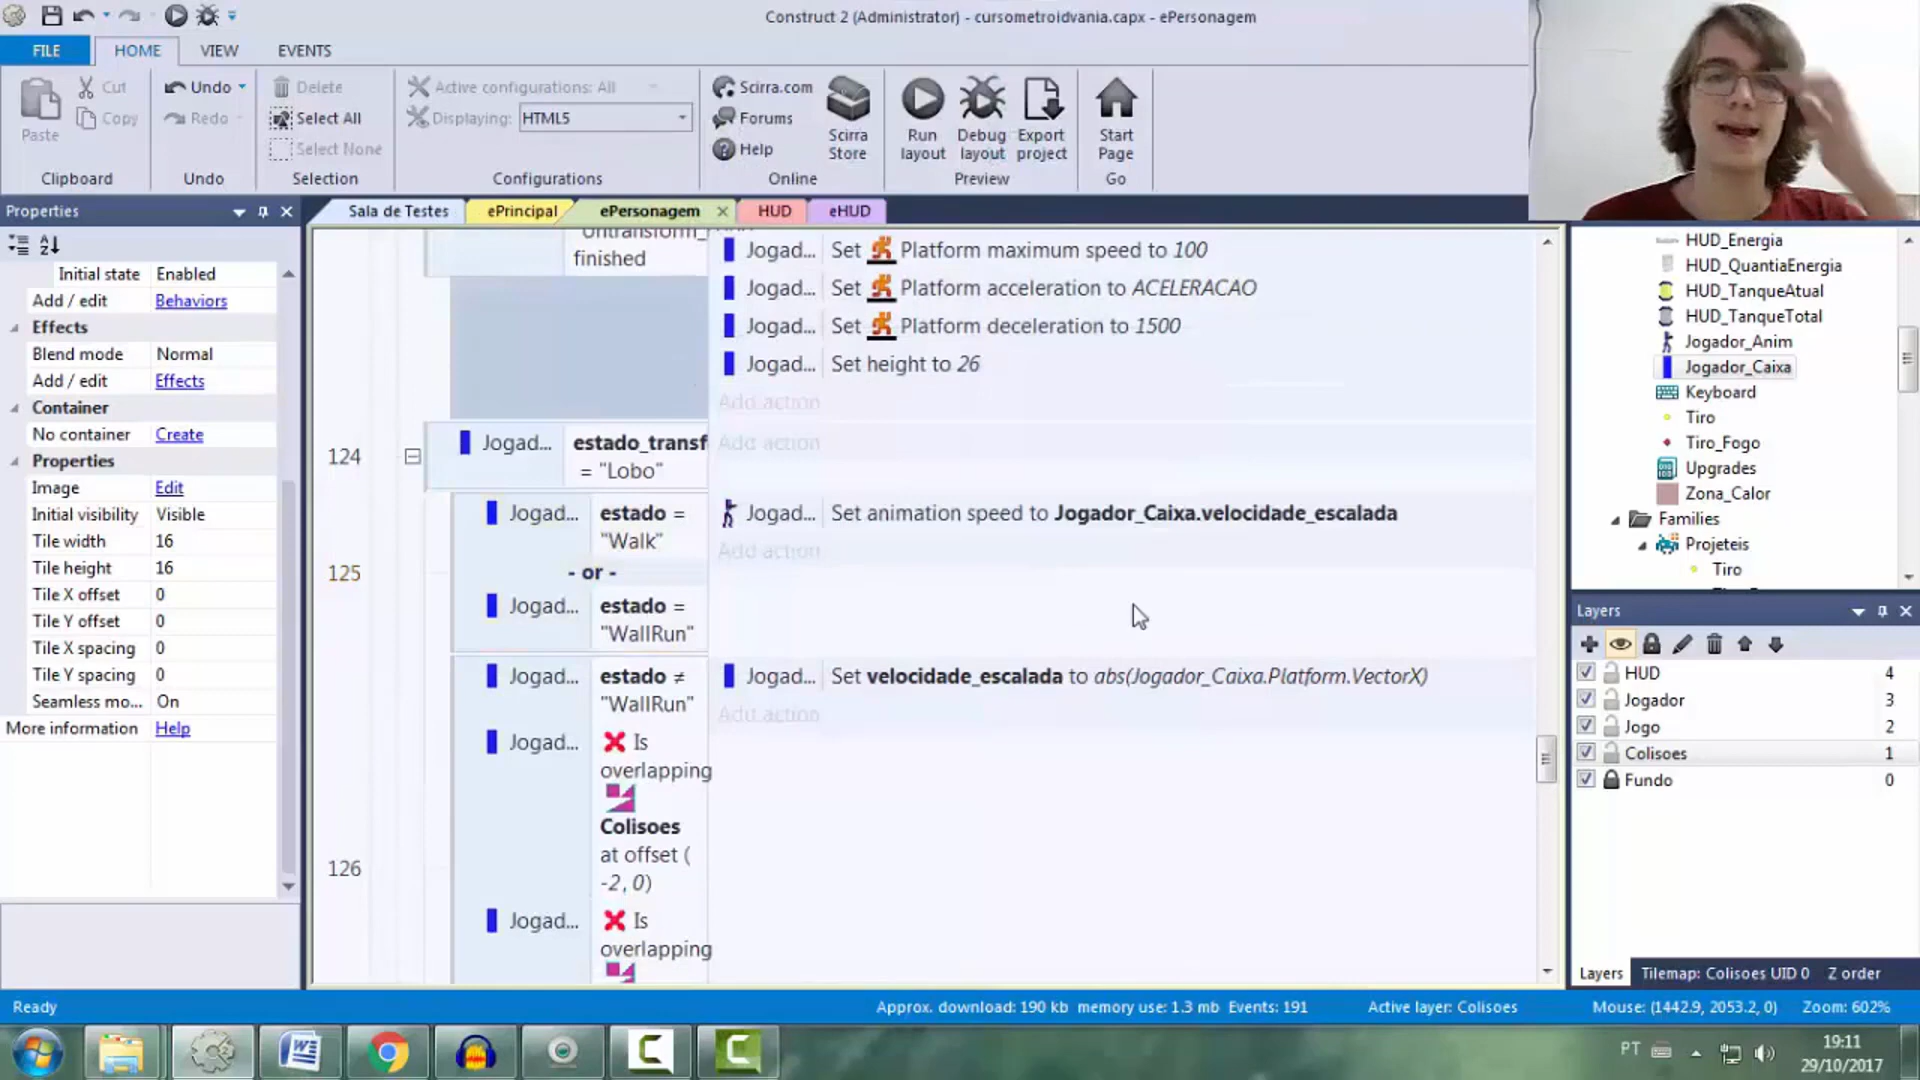 Construct 2 (Administrator) - cursometroidvania.capx - ePersonagem
FILE
HOME
VIEW
EVENTS
Paste
Cut
Copy
Clipboard
Undo
Redo
Undo
Delete
Select All
Select None
Selection
Active configurations: All
Displaying: HTML5
Configurations
Scirra.com
Forums
Help
Scirra Store
Online
Run layout
Debug layout
Export project
Preview
Start Page
Go
Properties
Sala de Testes
ePrincipal
ePersonagem
HUD
eHUD
Initial state Enabled
Add / edit Behaviors
Effects
Blend mode Normal
Add / edit Effects
Container
No container Create
Properties
Image Edit
Initial visibility Visible
Tile width 16
Tile height 16
Tile X offset 0
Tile Y offset 0
Tile X spacing 0
Tile Y spacing 0
Seamless mo... On
More information Help
finished
Jogad... Set Platform maximum speed to 100
Jogad... Set Platform acceleration to ACELERACAO
Jogad... Set Platform deceleration to 1500
Jogad... Set height to 26
Add action
124
Jogad... estado_transf
= "Lobo"
Add action
125
Jogad... estado =
"Walk"
- or -
Jogad... estado =
"WallRun"
Jogad... Set animation speed to Jogador_Caixa.velocidade_escalada
Add action
126
Jogad... estado ≠
"WallRun"
Jogad... Is
overlapping
Colisoes
at offset (
-2, 0)
Jogad... Is
overlapping
Jogad... Set velocidade_escalada to abs(Jogador_Caixa.Platform.VectorX)
Add action
HUD_Energia
HUD_QuantiaEnergia
HUD_TanqueAtual
HUD_TanqueTotal
Jogador_Anim
Jogador_Caixa
Keyboard
Tiro
Tiro_Fogo
Upgrades
Zona_Calor
Families
Projeteis
Tiro
Layers
HUD 4
Jogador 3
Jogo 2
Colisoes 1
Fundo 0
Layers
Tilemap: Colisoes UID 0
Z order
Ready
Approx. download: 190 kb memory use: 1.3 mb Events: 191
Active layer: Colisoes
Mouse: (1442.9, 2053.2, 0)
Zoom: 602%
PT
19:11
29/10/2017